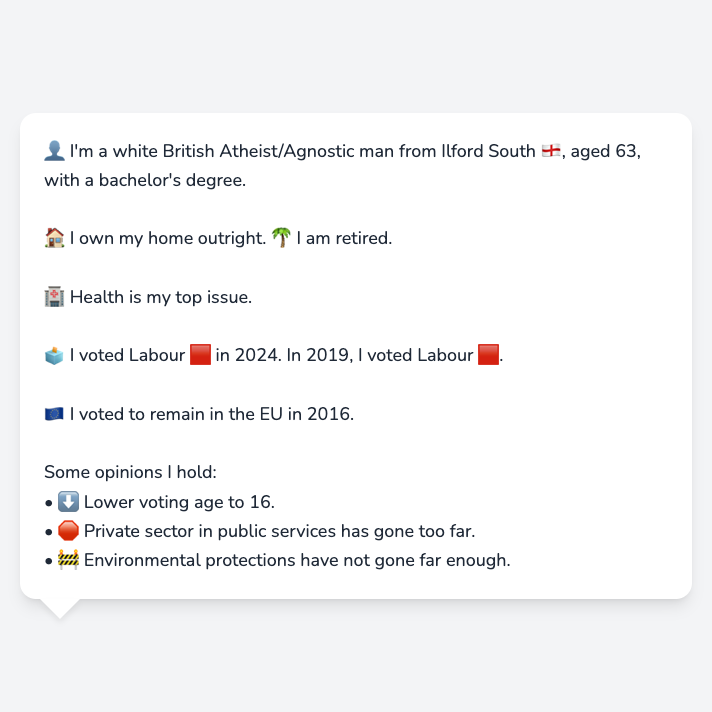 👤 I'm a white British Atheist/Agnostic man from Ilford South 🏴󠁧󠁢󠁥󠁮󠁧󠁿, aged 63,
with a bachelor's degree.
🏠 I own my home outright. 🌴 I am retired.
🏥 Health is my top issue.
🗳️ I voted Labour 🟥 in 2024. In 2019, I voted Labour 🟥.
🇪🇺 I voted to remain in the EU in 2016.
Some opinions I hold:
• ⬇️ Lower voting age to 16.
• 🛑 Private sector in public services has gone too far.
• 🚧 Environmental protections have not gone far enough.